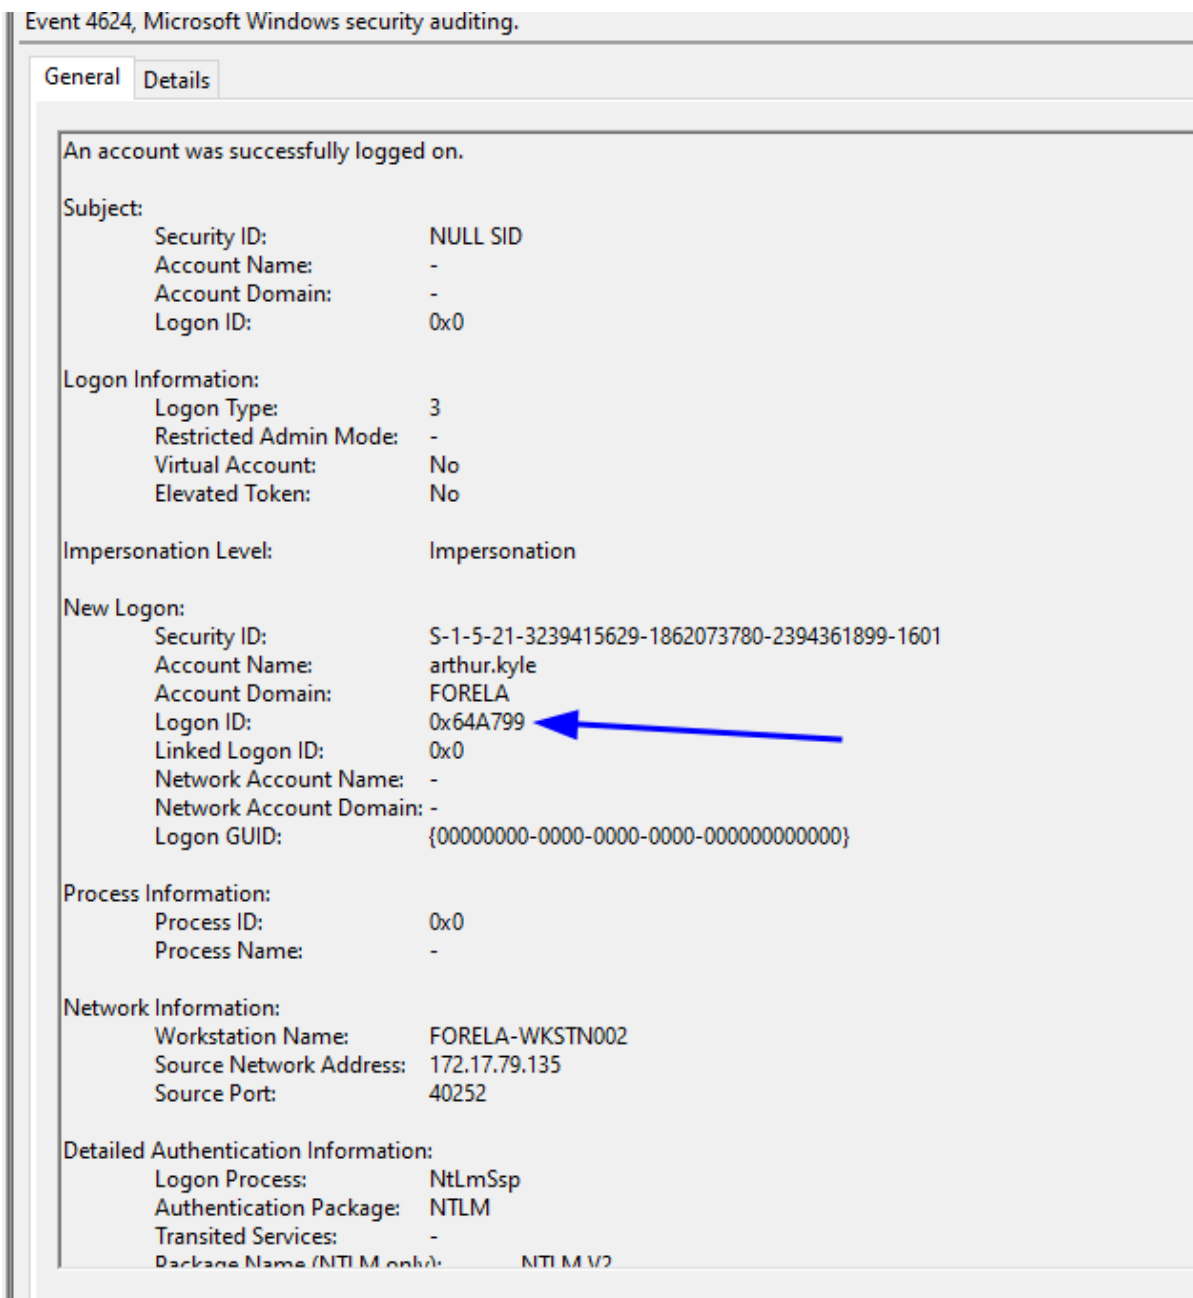 Event 4624, Microsoft Windows security auditing.
General Details
An account was successfully logged on.
Subject:
Security ID: NULL SID
Account Name: -
Account Domain: -
Logon ID: 0x0
Logon Information:
Logon Type: 3
Restricted Admin Mode: -
Virtual Account: No
Elevated Token: No
Impersonation Level: Impersonation
New Logon:
Security ID: S-1-5-21-3239415629-1862073780-2394361899-1601
Account Name: arthur.kyle
Account Domain: FORELA
Logon ID: 0x64A799
Linked Logon ID: 0x0
Network Account Name: -
Network Account Domain: -
Logon GUID: {00000000-0000-0000-0000-000000000000}
Process Information:
Process ID: 0x0
Process Name: -
Network Information:
Workstation Name: FORELA-WKSTN002
Source Network Address: 172.17.79.135
Source Port: 40252
Detailed Authentication Information:
Logon Process: NtLmSsp
Authentication Package: NTLM
Transited Services: -
Package Name (NTLM only): NTLM V2